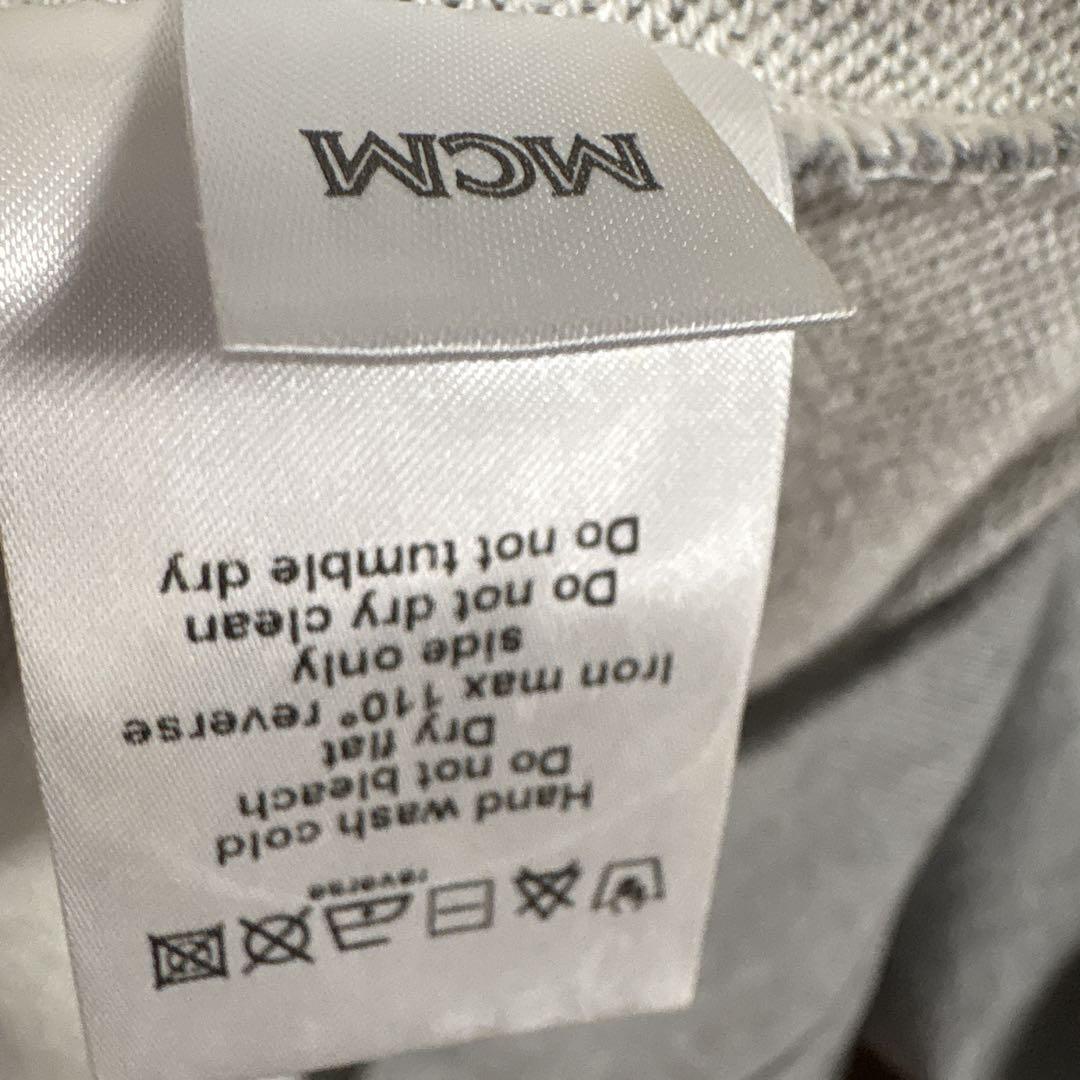 MCM
reverse
Hand wash cold
Do not bleach
Dry flat
Iron max 110° reverse
side only
Do not dry clean
Do not tumble dry